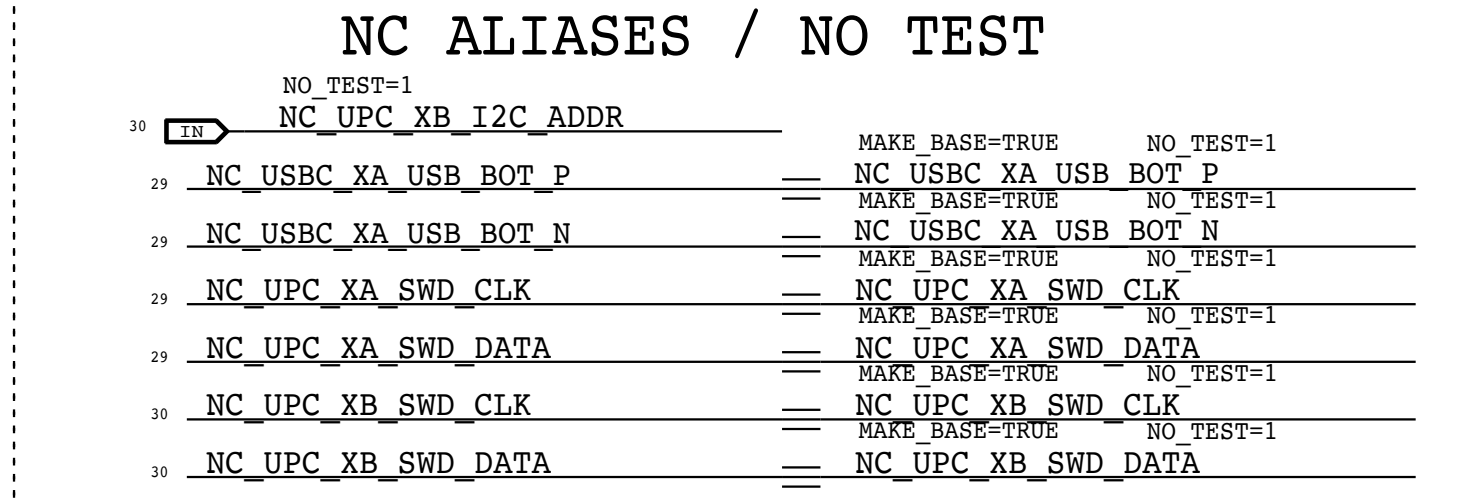 NC ALIASES / NO TEST
NO_TEST=1
30 IN NC_UPC_XB_I2C_ADDR
MAKE_BASE=TRUE NO_TEST=1
29 NC_USBC_XA_USB_BOT_P NC_USBC_XA_USB_BOT_P
MAKE_BASE=TRUE NO_TEST=1
29 NC_USBC_XA_USB_BOT_N NC_USBC_XA_USB_BOT_N
MAKE_BASE=TRUE NO_TEST=1
29 NC_UPC_XA_SWD_CLK NC_UPC_XA_SWD_CLK
MAKE_BASE=TRUE NO_TEST=1
29 NC_UPC_XA_SWD_DATA NC_UPC_XA_SWD_DATA
MAKE_BASE=TRUE NO_TEST=1
30 NC_UPC_XB_SWD_CLK NC_UPC_XB_SWD_CLK
MAKE_BASE=TRUE NO_TEST=1
30 NC_UPC_XB_SWD_DATA NC_UPC_XB_SWD_DATA